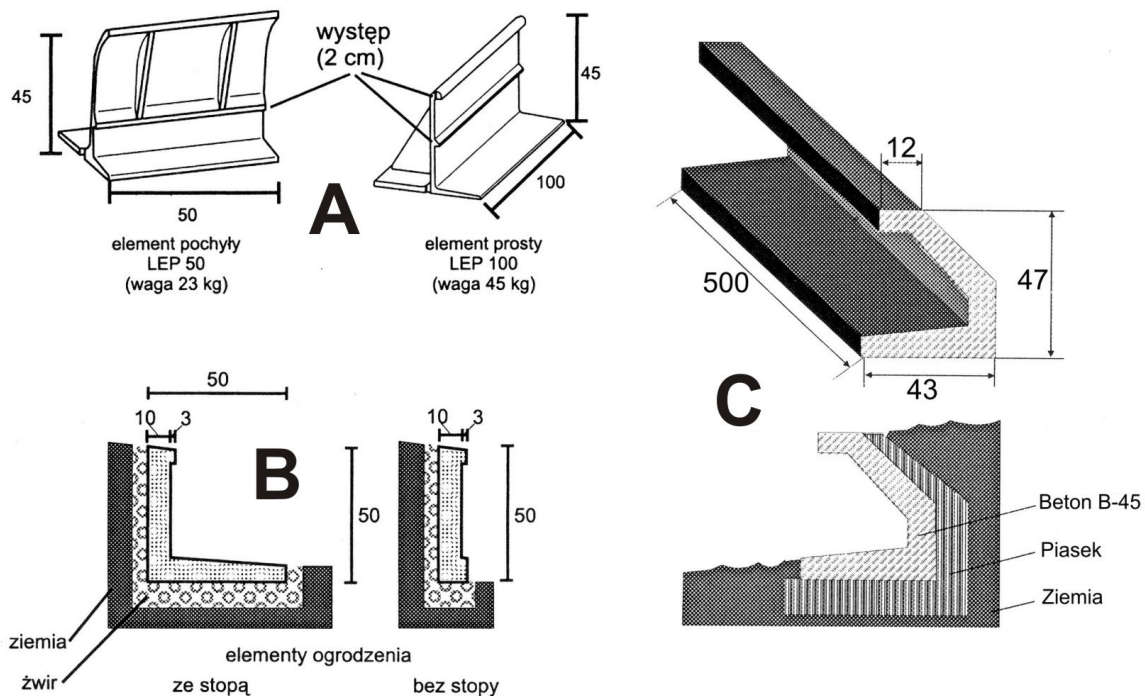 45
50
A
element pochyły
LEP 50
(waga 23 kg)
występ
(2 cm)
45
100
element prosty
LEP 100
(waga 45 kg)
12
500
47
43
C
50
10
3
B
50
10
3
50
ziemia
żwir
elementy ogrodzenia
ze stopą
bez stopy
Beton B-45
Piasek
Ziemia